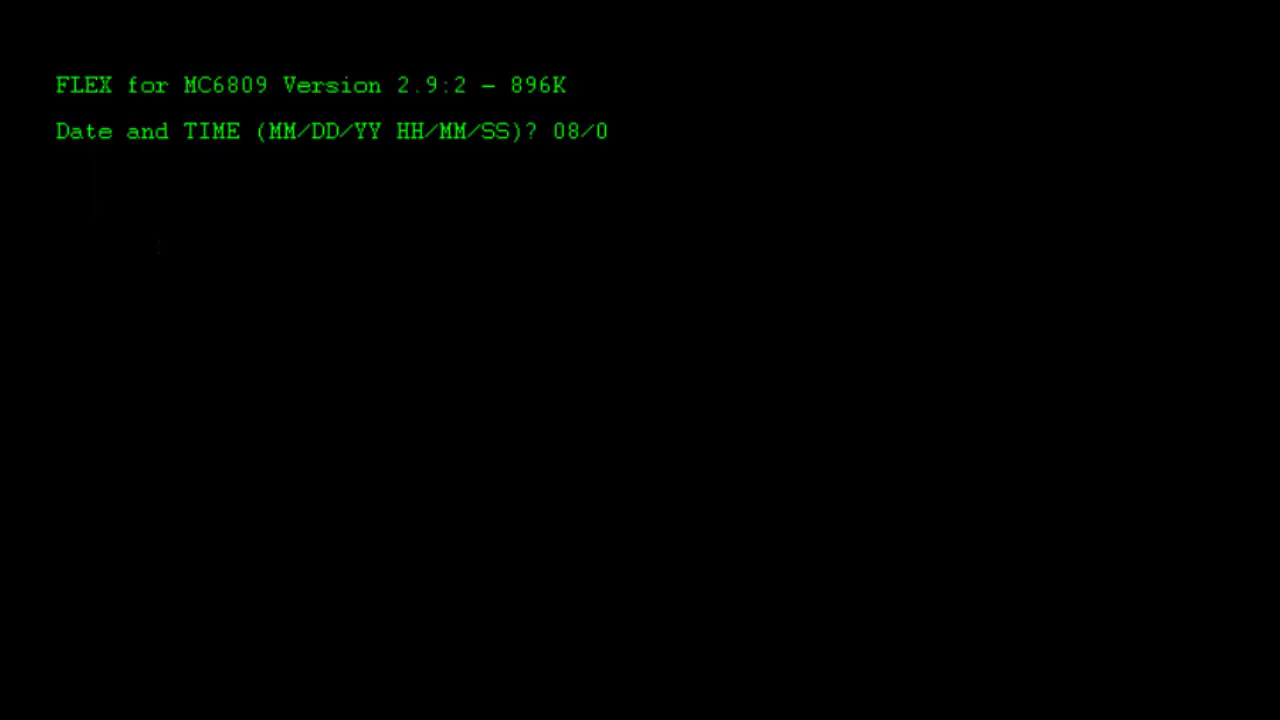 FLEX for MC6809 Version 2.9:2 – 896K
Date and TIME (MM/DD/YY HH/MM/SS)? 08/0